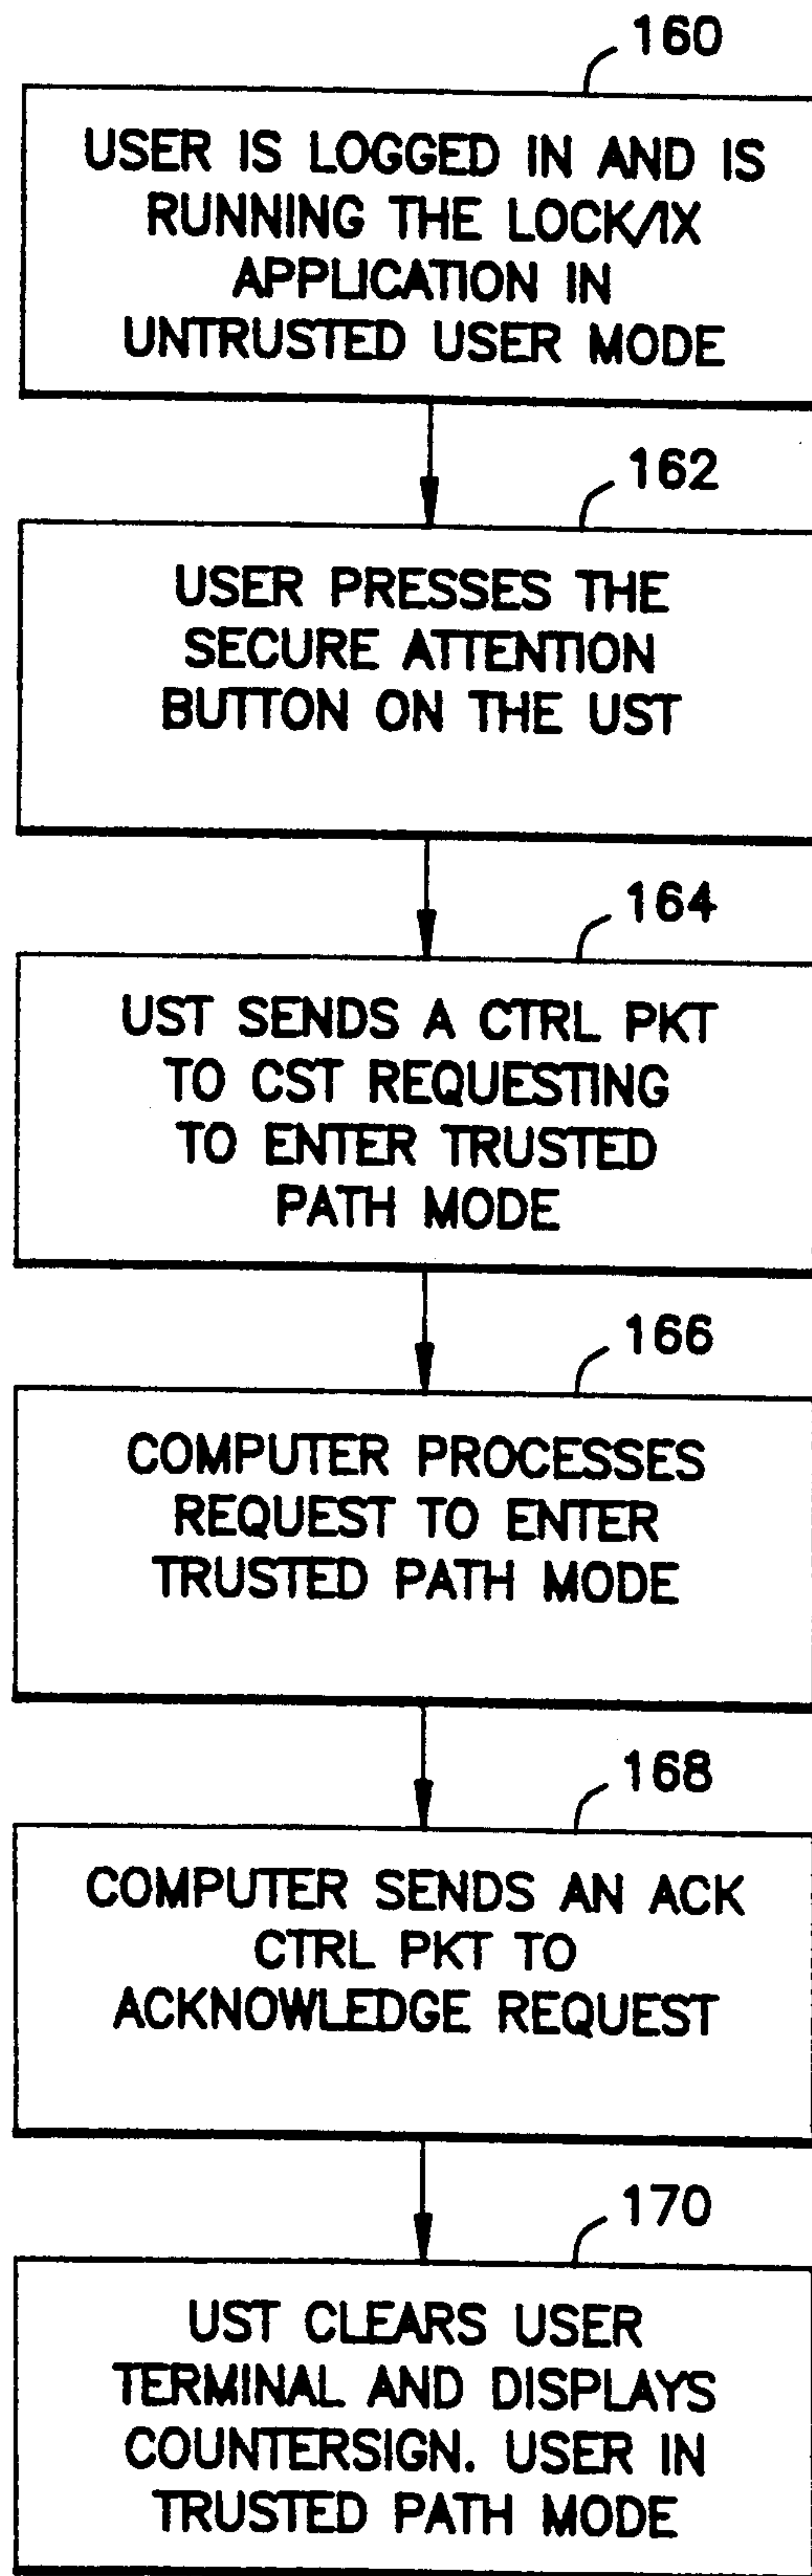 160
USER IS LOGGED IN AND IS
RUNNING THE LOCK/IX
APPLICATION IN
UNTRUSTED USER MODE
162
USER PRESSES THE
SECURE ATTENTION
BUTTON ON THE UST
164
UST SENDS A CTRL PKT
TO CST REQUESTING
TO ENTER TRUSTED
PATH MODE
166
COMPUTER PROCESSES
REQUEST TO ENTER
TRUSTED PATH MODE
168
COMPUTER SENDS AN ACK
CTRL PKT TO
ACKNOWLEDGE REQUEST
170
UST CLEARS USER
TERMINAL AND DISPLAYS
COUNTERSIGN. USER IN
TRUSTED PATH MODE